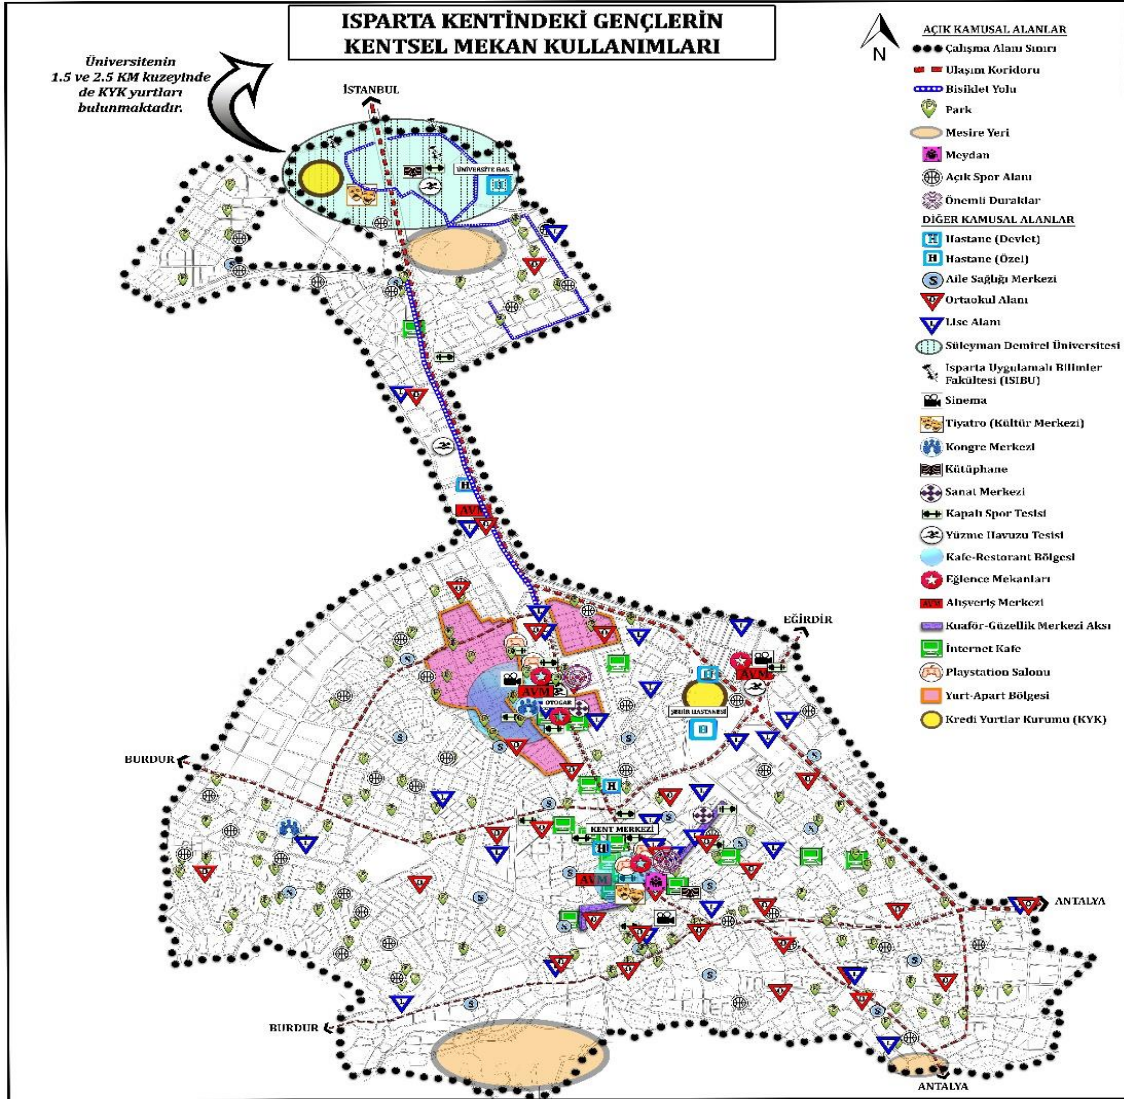 ISPARTA KENTİNDEKİ GENÇLERİN
KENTSEL MEKAN KULLANIMLARI
Üniversitenin
1.5 ve 2.5 KM kuzeyinde
de KYK yurtları
bulunmaktadır.
N
AÇIK KAMUSAL ALANLAR
Çalışma Alanı Sınırı
Ulaşım Koridoru
Bisiklet Yolu
Park
Mesire Yeri
Meydan
Açık Spor Alanı
Önemli Duraklar
DİĞER KAMUSAL ALANLAR
Hastane (Devlet)
Hastane (Özel)
Aile Sağlığı Merkezi
Ortaokul Alanı
Lise Alanı
Süleyman Demirel Üniversitesi
Isparta Uygulamalı Bilimler
Fakültesi (ISIBU)
Sinema
Tiyatro (Kültür Merkezi)
Kongre Merkezi
Kütüphane
Sanat Merkezi
Kapalı Spor Tesisi
Yüzme Havuzu Tesisi
Kafe-Restorant Bölgesi
Eğlence Mekanları
AVM Alışveriş Merkezi
Kuaför-Güzellik Merkezi Aksı
İnternet Kafe
Playstation Salonu
Yurt-Apart Bölgesi
Kredi Yurtlar Kurumu (KYK)
İSTANBUL
ÜNİVERSİTE HAS.
H
AVM
EĞİRDİR
AVM
AVM
OTOGAR
ŞEHİR HASTANESİ
BURDUR
H
KENT MERKEZİ
H
AVM
ANTALYA
BURDUR
ANTALYA